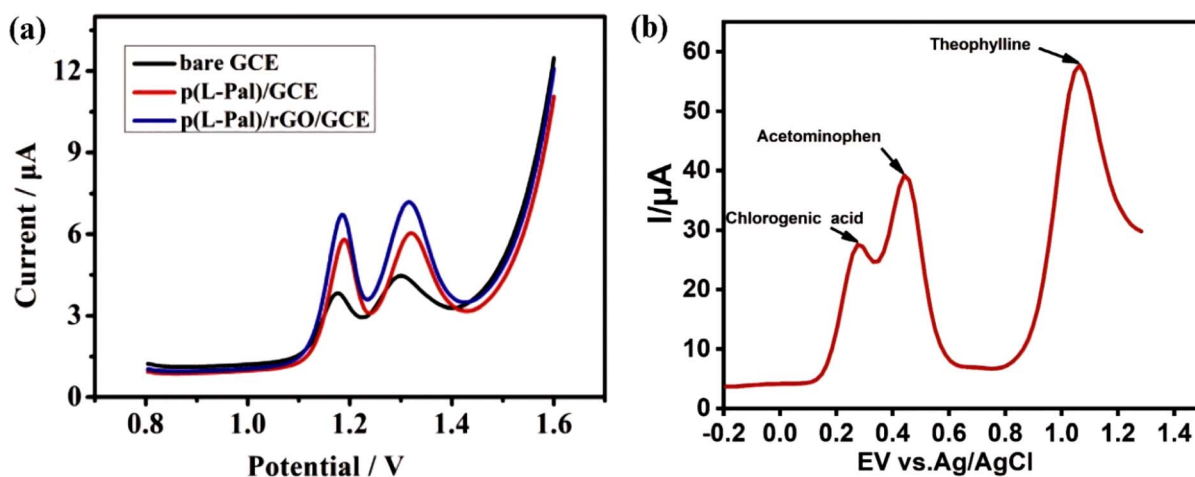 (a)
bare GCE
p(L-Pal)/GCE
p(L-Pal)/rGO/GCE
Current / µA
12
9
6
3
0
0.8 1.0 1.2 1.4 1.6
Potential / V
(b)
Theophylline
Acetominophen
Chlorogenic acid
I/µA
60
50
40
30
20
10
0
-0.2 0.0 0.2 0.4 0.6 0.8 1.0 1.2 1.4
EV vs.Ag/AgCl